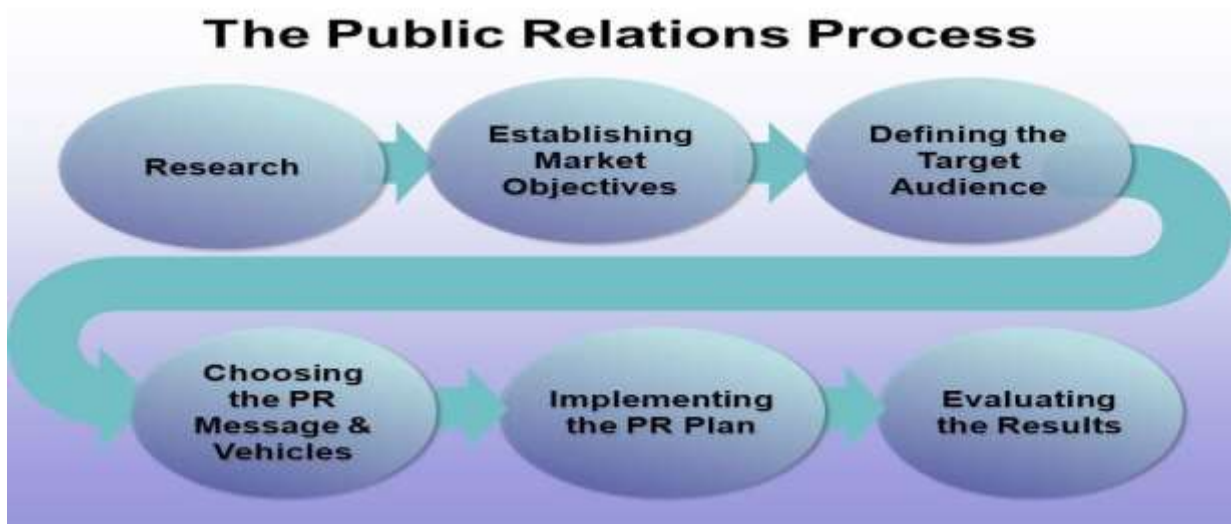 The Public Relations Process
Research
Establishing
Market
Objectives
Defining the
Target
Audience
Choosing
the PR
Message &
Vehicles
Implementing
the PR Plan
Evaluating
the Results